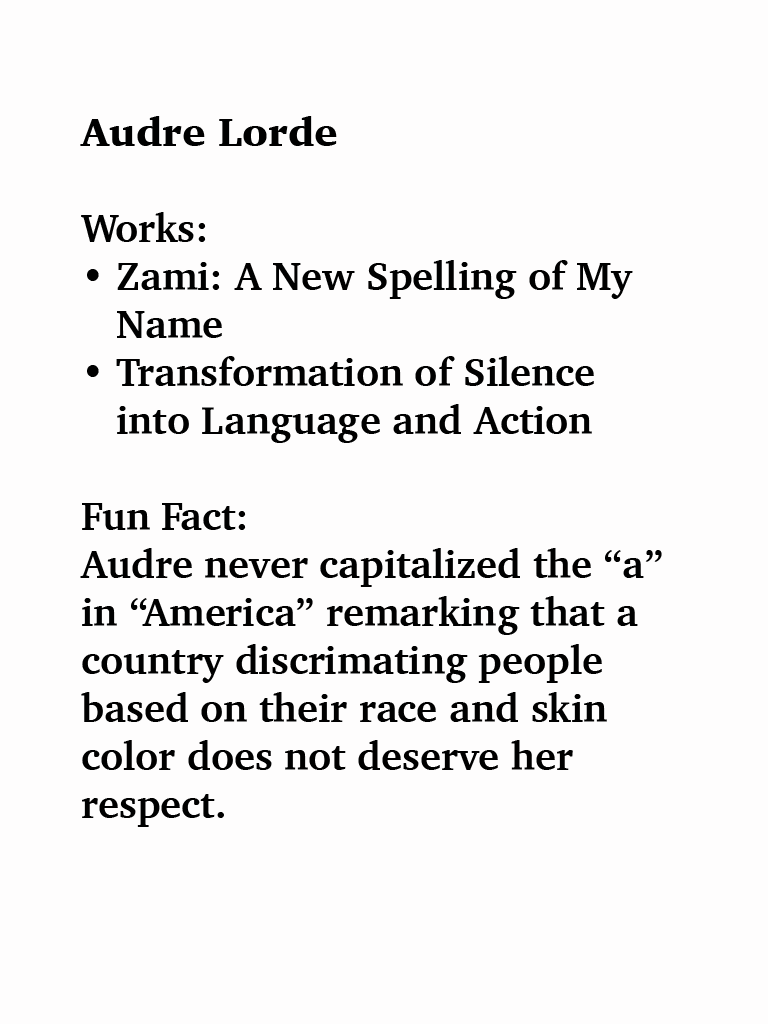 Audre Lorde
Works:
• Zami: A New Spelling of My
Name
• Transformation of Silence
into Language and Action
Fun Fact:
Audre never capitalized the “a”
in “America” remarking that a
country discrimating people
based on their race and skin
color does not deserve her
respect.